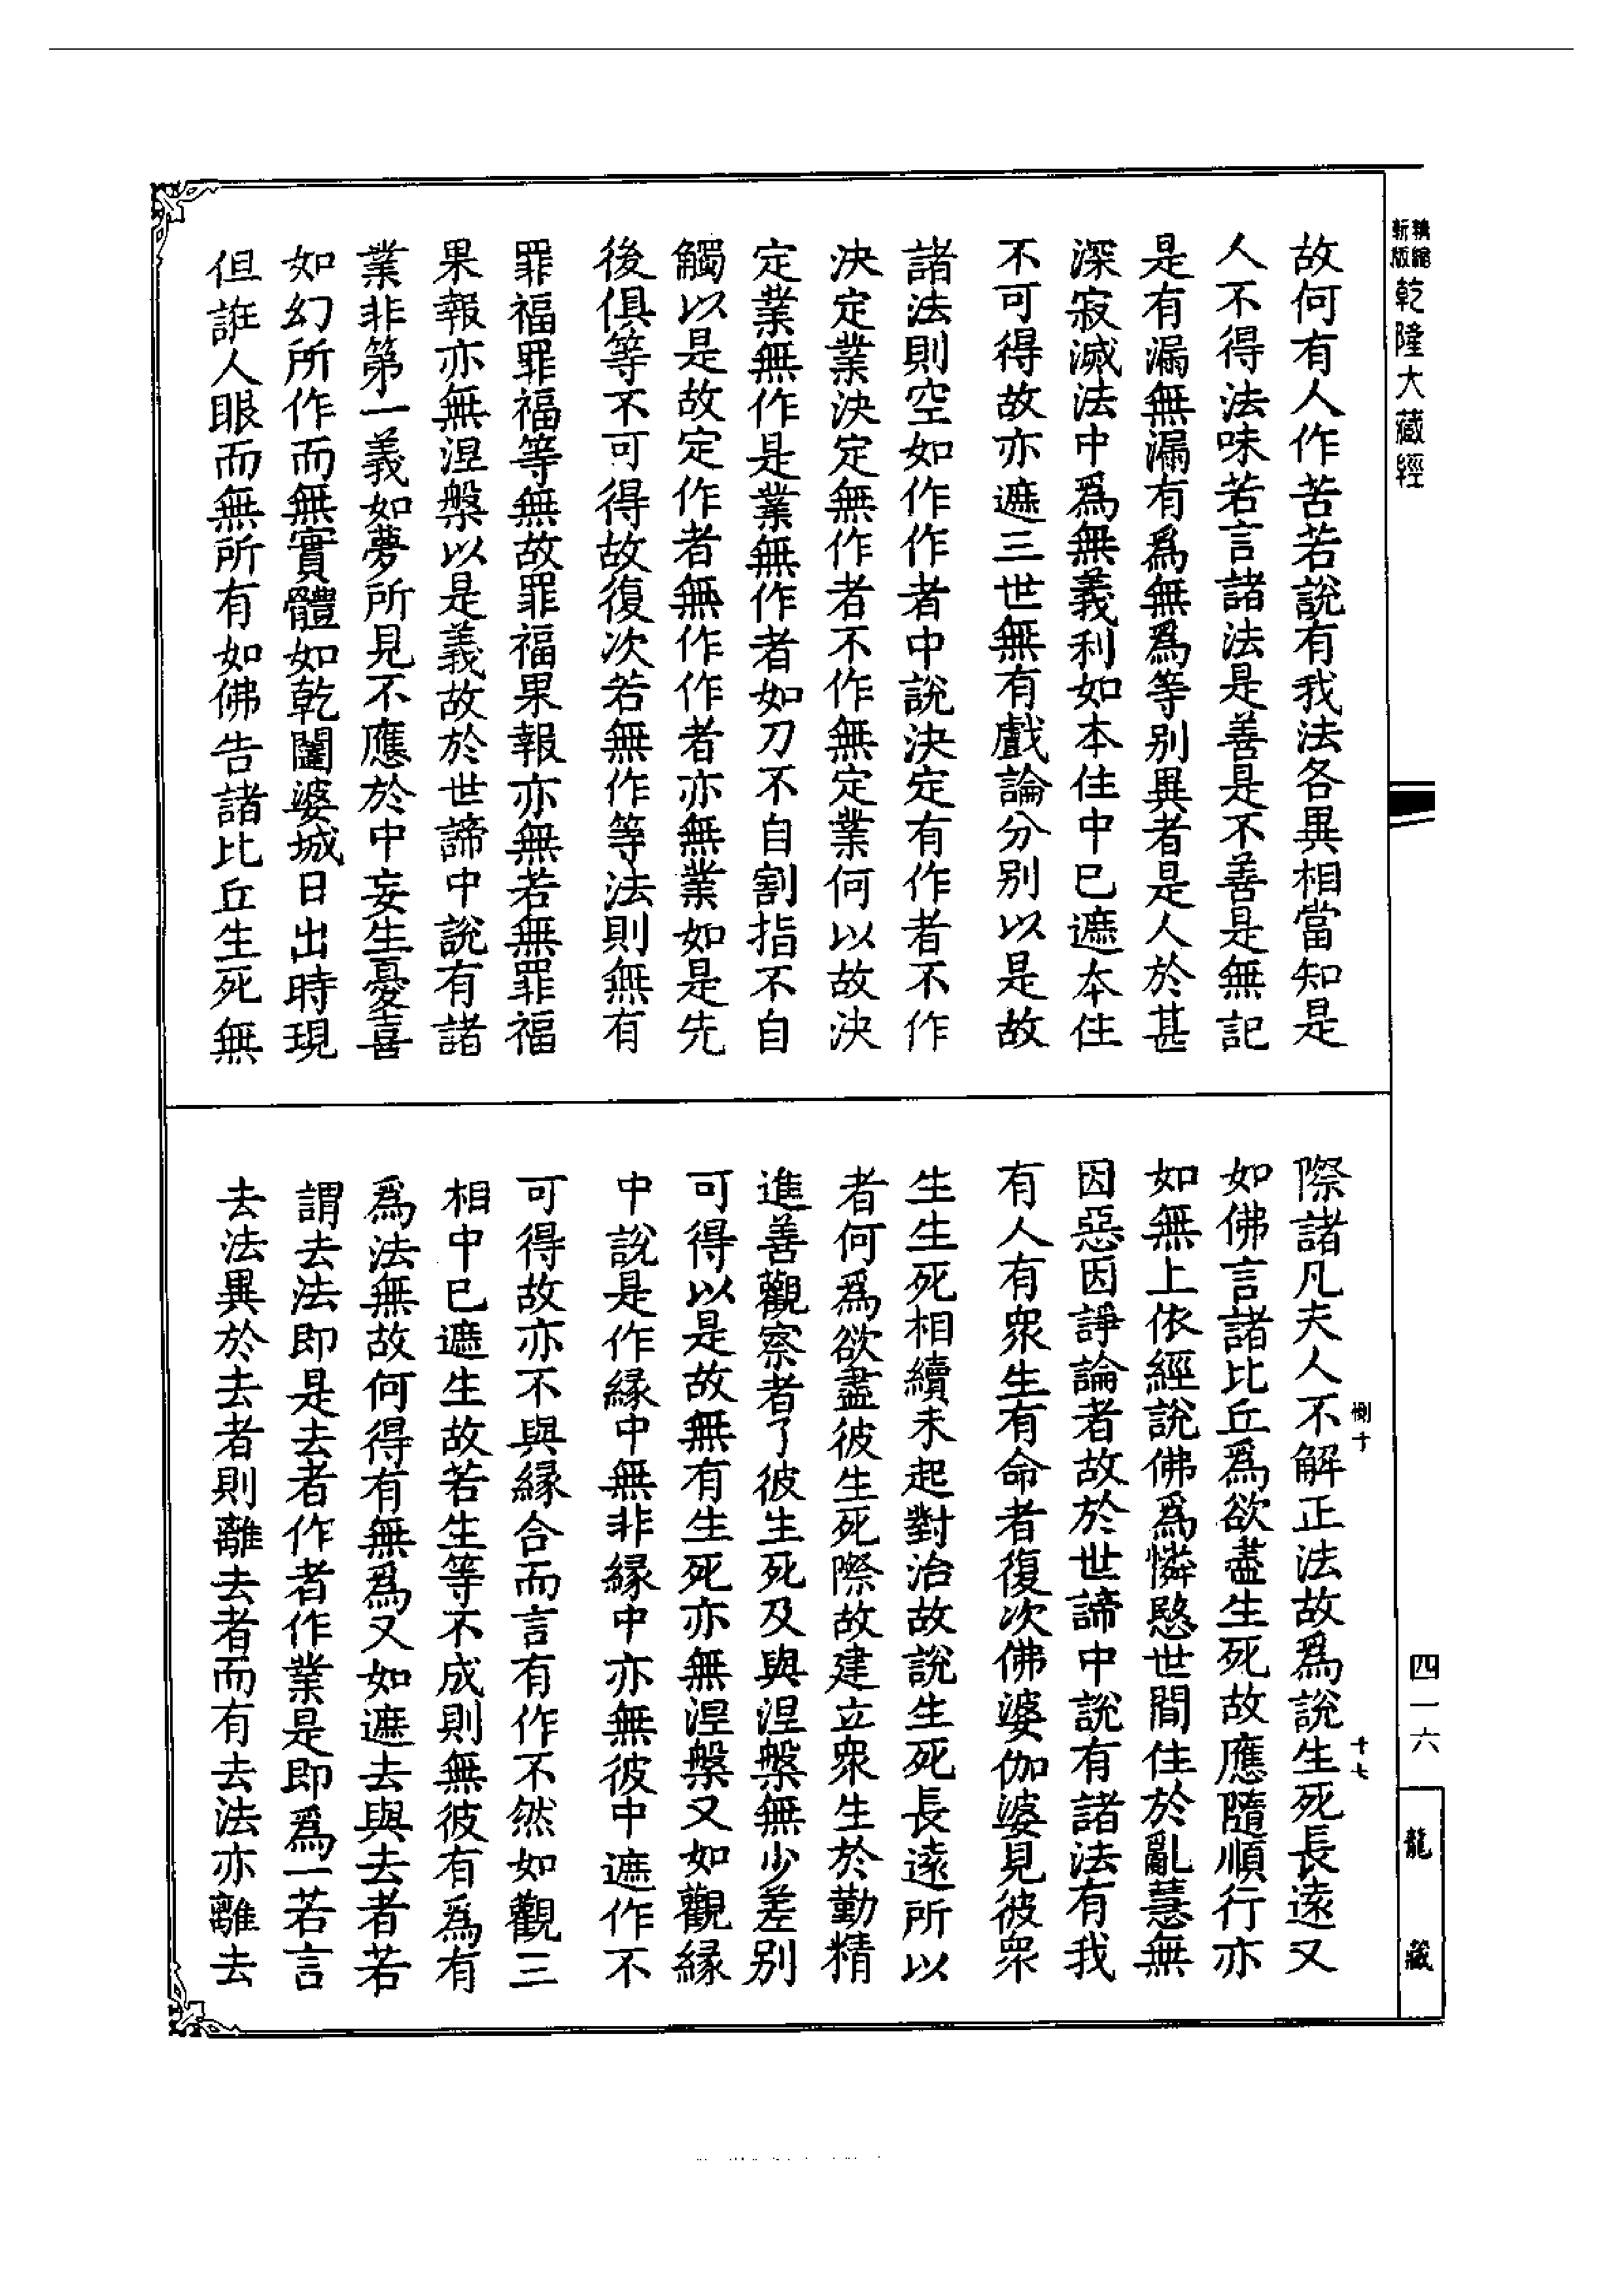 乾隆大藏經
故何有人作苦若說有我法各異相當知是
人不得法味若言諸法是善是不善是無記
是有漏無漏有爲無爲等別異者是人於甚
深寂滅法中爲無義利如本住中已遮本住
不可得故亦遮三世無有戲論分別以是故
諸法則空如作作者中說決定有作者不作
決定業決定無作者不作無定業何以故決
定業無作是業無作者如刀不自割指不自
觸以是故定作者無作作者亦無業如是先
後俱等不可得故復次若無作等法則無有
罪福罪福等無故罪福果報亦無若無罪福
果報亦無涅槃以是義故於世諦中說有諸
業非第一義如夢所見不應於中妄生憂喜
如幻所作而無實體如乾闥婆城日出時現
但誑人眼而無所有如佛告諸比丘生死無
際諸凡夫人不解正法故爲說生死長遠又
如佛言諸比丘爲欲盡生死故應隨順行亦
如無上依經說佛爲憐愍世間住於亂慧無
因惡因諍論者故於世諦中說有諸法有我
有人有衆生有命者復次佛婆伽婆見彼衆
生生死相續未起對治故說生死長遠所以
者何爲欲盡彼生死際故建立衆生於勤精
進善觀察者了彼生死及與涅槃無少差別
可得以是故無有生死亦無涅槃又如觀緣
中說是作緣中無非緣中亦無彼中遮作不
可得故亦不與緣合而言有作不然如觀三
相中已遮生故若生等不成則無彼有爲有
爲法無故何得有無爲又如遮去與去者若
謂去法即是去者作者作業是即爲一若言
去法異於去者則離去者而有去法亦離去
十七
四一六
龍藏